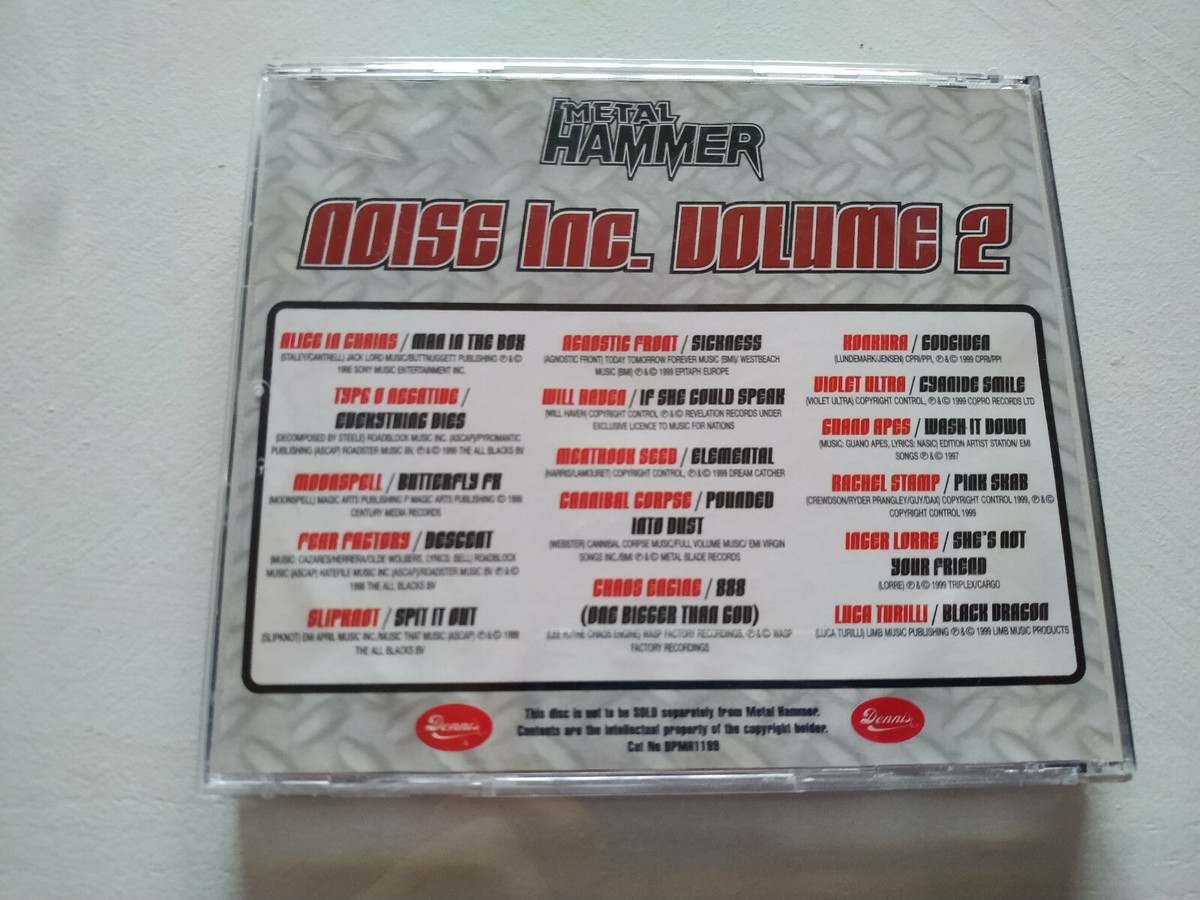 METAL
HAMMER
NOISE INC. VOLUME 2
ALICE IN CHAINS / MAN IN THE BOX
(STALEY/CANTRELL) JACK LORD MUSIC/BUTTNUGGETT PUBLISHING ℗ & ©
1990 SONY MUSIC ENTERTAINMENT INC.
TYPE O NEGATIVE /
EVERYTHING DIES
(DECOMPOSED BY STEELE) ROADBLOCK MUSIC INC. (ASCAP)/PYROMANTIC
PUBLISHING (ASCAP) ROADSTER MUSIC BV, ℗ & © 1999 THE ALL BLACKS BV
MOONSPELL / BUTTERFLY FX
(MOONSPELL) MAGIC ARTS PUBLISHING P MAGIC ARTS PUBLISHING © 1999
CENTURY MEDIA RECORDS
FEAR FACTORY / DESCENT
(MUSIC: CAZARES/HERRERA/OLDE WOLBERS, LYRICS: BELL) ROADBLOCK
MUSIC (ASCAP) HATEFILE MUSIC INC (ASCAP)/ROADSTER MUSIC BV ℗ & ©
1998 THE ALL BLACKS BV
SLIPKNOT / SPIT IT OUT
(SLIPKNOT) EMI APRIL MUSIC INC./MUSIC THAT MUSIC (ASCAP) ℗ & © 1999
THE ALL BLACKS BV
AGNOSTIC FRONT / SICKNESS
(AGNOSTIC FRONT) TODAY TOMORROW FOREVER MUSIC (BMI)/ WESTBEACH
MUSIC (BMI) ℗ & © 1999 EPITAPH EUROPE
WILL HAVEN / IF SHE COULD SPEAK
(WILL HAVEN) COPYRIGHT CONTROL ℗ & © REVELATION RECORDS UNDER
EXCLUSIVE LICENCE TO MUSIC FOR NATIONS
MEATHOOK SEED / ELEMENTAL
(HARRIS/LAMOURET) COPYRIGHT CONTROL, ℗ & © 1999 DREAM CATCHER
CANNIBAL CORPSE / POUNDED
INTO DUST
(WEBSTER) CANNIBAL CORPSE MUSIC/FULL VOLUME MUSIC/ EMI VIRGIN
SONGS INC./BMI ℗ & © METAL BLADE RECORDS
CHAOS ENGINE / 888
(ONE BIGGER THAN GOD)
(LEE H./THE CHAOS ENGINE) WASP FACTORY RECORDINGS, ℗ & © WASP
FACTORY RECORDINGS
KONKHRA / GODGIVEN
(LUNDEMARK/JENSEN) CPRI/PPI, ℗ & © 1999 CPRI/PPI
VIOLET ULTRA / CYANIDE SMILE
(VIOLET ULTRA) COPYRIGHT CONTROL, ℗ & © 1999 COPRO RECORDS LTD
GUANO APES / WASH IT DOWN
(MUSIC: GUANO APES, LYRICS: NASIC) EDITION ARTIST STATION/ EMI
SONGS ℗ & © 1997
RACHEL STAMP / PINK SKAB
(CREWDSON/RYDER PRANGLEY/GUY/DAX) COPYRIGHT CONTROL 1999, ℗ & ©
COPYRIGHT CONTROL 1999
INGER LORRE / SHE'S NOT
YOUR FRIEND
(LORRE) ℗ & © 1999 TRIPLEX/CARGO
LUCA TURILLI / BLACK DRAGON
(LUCA TURILLI) LIMB MUSIC PUBLISHING ℗ & © 1999 LIMB MUSIC PRODUCTS
Dennis
This disc is not to be SOLD separately from Metal Hammer.
Contents are the intellectual property of the copyright holder.
Cat No DPMH1199
Dennis